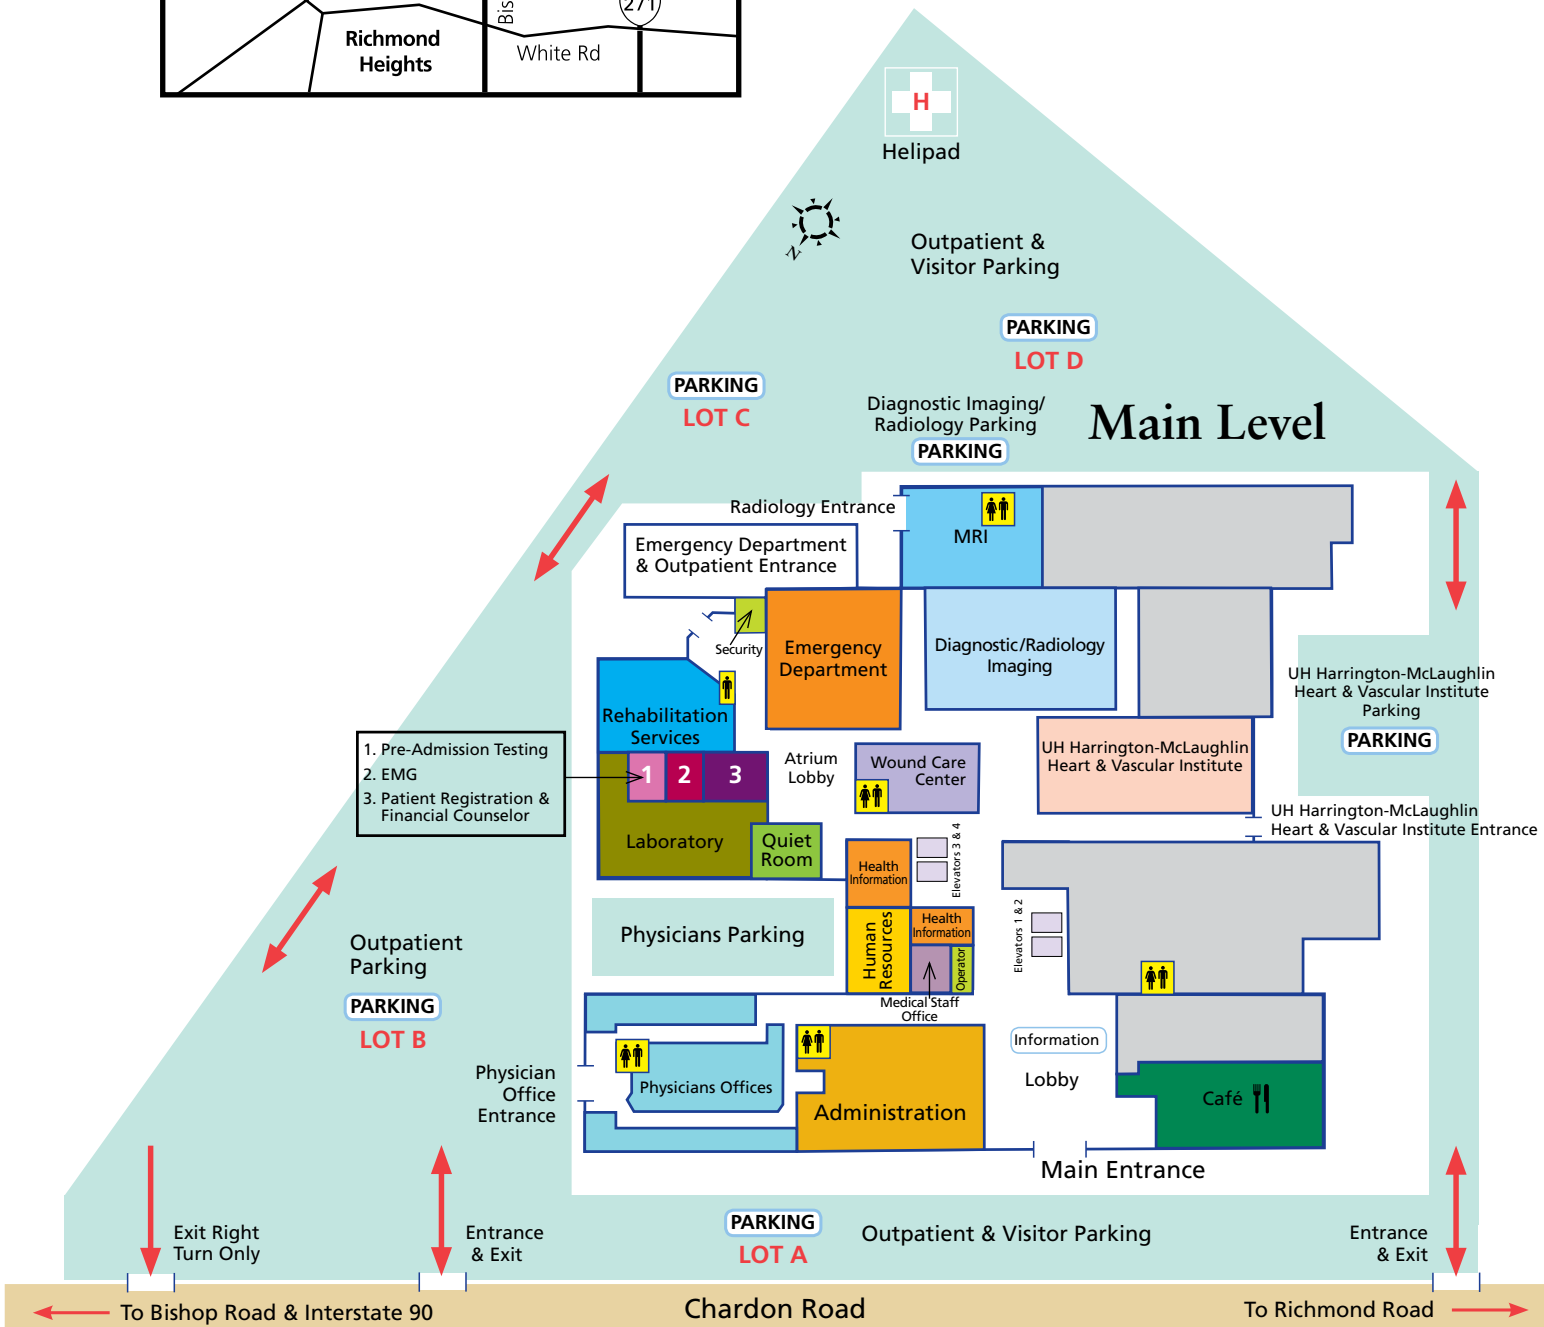 271
Bis
Richmond
Heights
White Rd
H
Helipad
N
Outpatient &
Visitor Parking
PARKING
LOT D
PARKING
LOT C
Diagnostic Imaging/
Radiology Parking
PARKING
Main Level
Radiology Entrance
MRI
Emergency Department
& Outpatient Entrance
Security
Emergency
Department
Diagnostic/Radiology
Imaging
UH Harrington-McLaughlin
Heart & Vascular Institute
Parking
PARKING
Rehabilitation
Services
1. Pre-Admission Testing
2. EMG
3. Patient Registration &
Financial Counselor
1
2
3
Atrium
Lobby
Wound Care
Center
UH Harrington-McLaughlin
Heart & Vascular Institute
UH Harrington-McLaughlin
Heart & Vascular Institute Entrance
Laboratory
Quiet
Room
Health
Information
Elevators 3 & 4
Physicians Parking
Human
Resources
Health
Information
Operator
Elevators 1 & 2
Medical Staff
Office
Outpatient
Parking
PARKING
LOT B
Information
Lobby
Physician
Office
Entrance
Physicians Offices
Administration
Café
Main Entrance
Exit Right
Turn Only
Entrance
& Exit
PARKING
LOT A
Outpatient & Visitor Parking
Entrance
& Exit
To Bishop Road & Interstate 90
Chardon Road
To Richmond Road